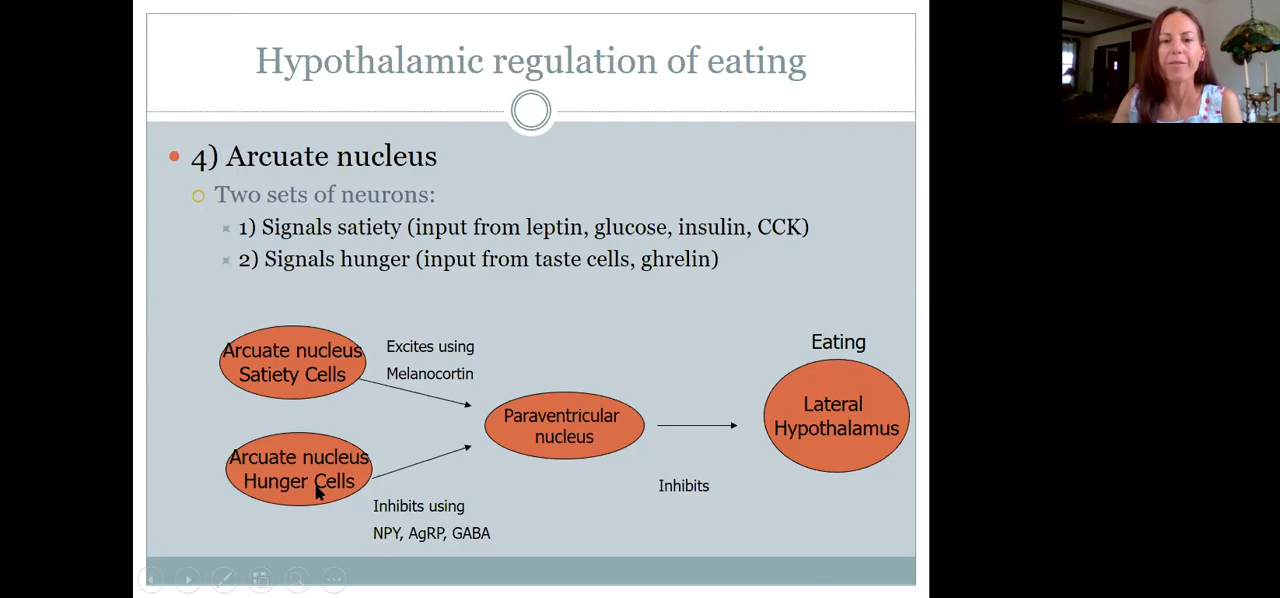 Hypothalamic regulation of eating
4) Arcuate nucleus
Two sets of neurons:
1) Signals satiety (input from leptin, glucose, insulin, CCK)
2) Signals hunger (input from taste cells, ghrelin)
Arcuate nucleus
Satiety Cells
Excites using
Melanocortin
Arcuate nucleus
Hunger Cells
Inhibits using
NPY, AgRP, GABA
Paraventricular
nucleus
Inhibits
Eating
Lateral
Hypothalamus